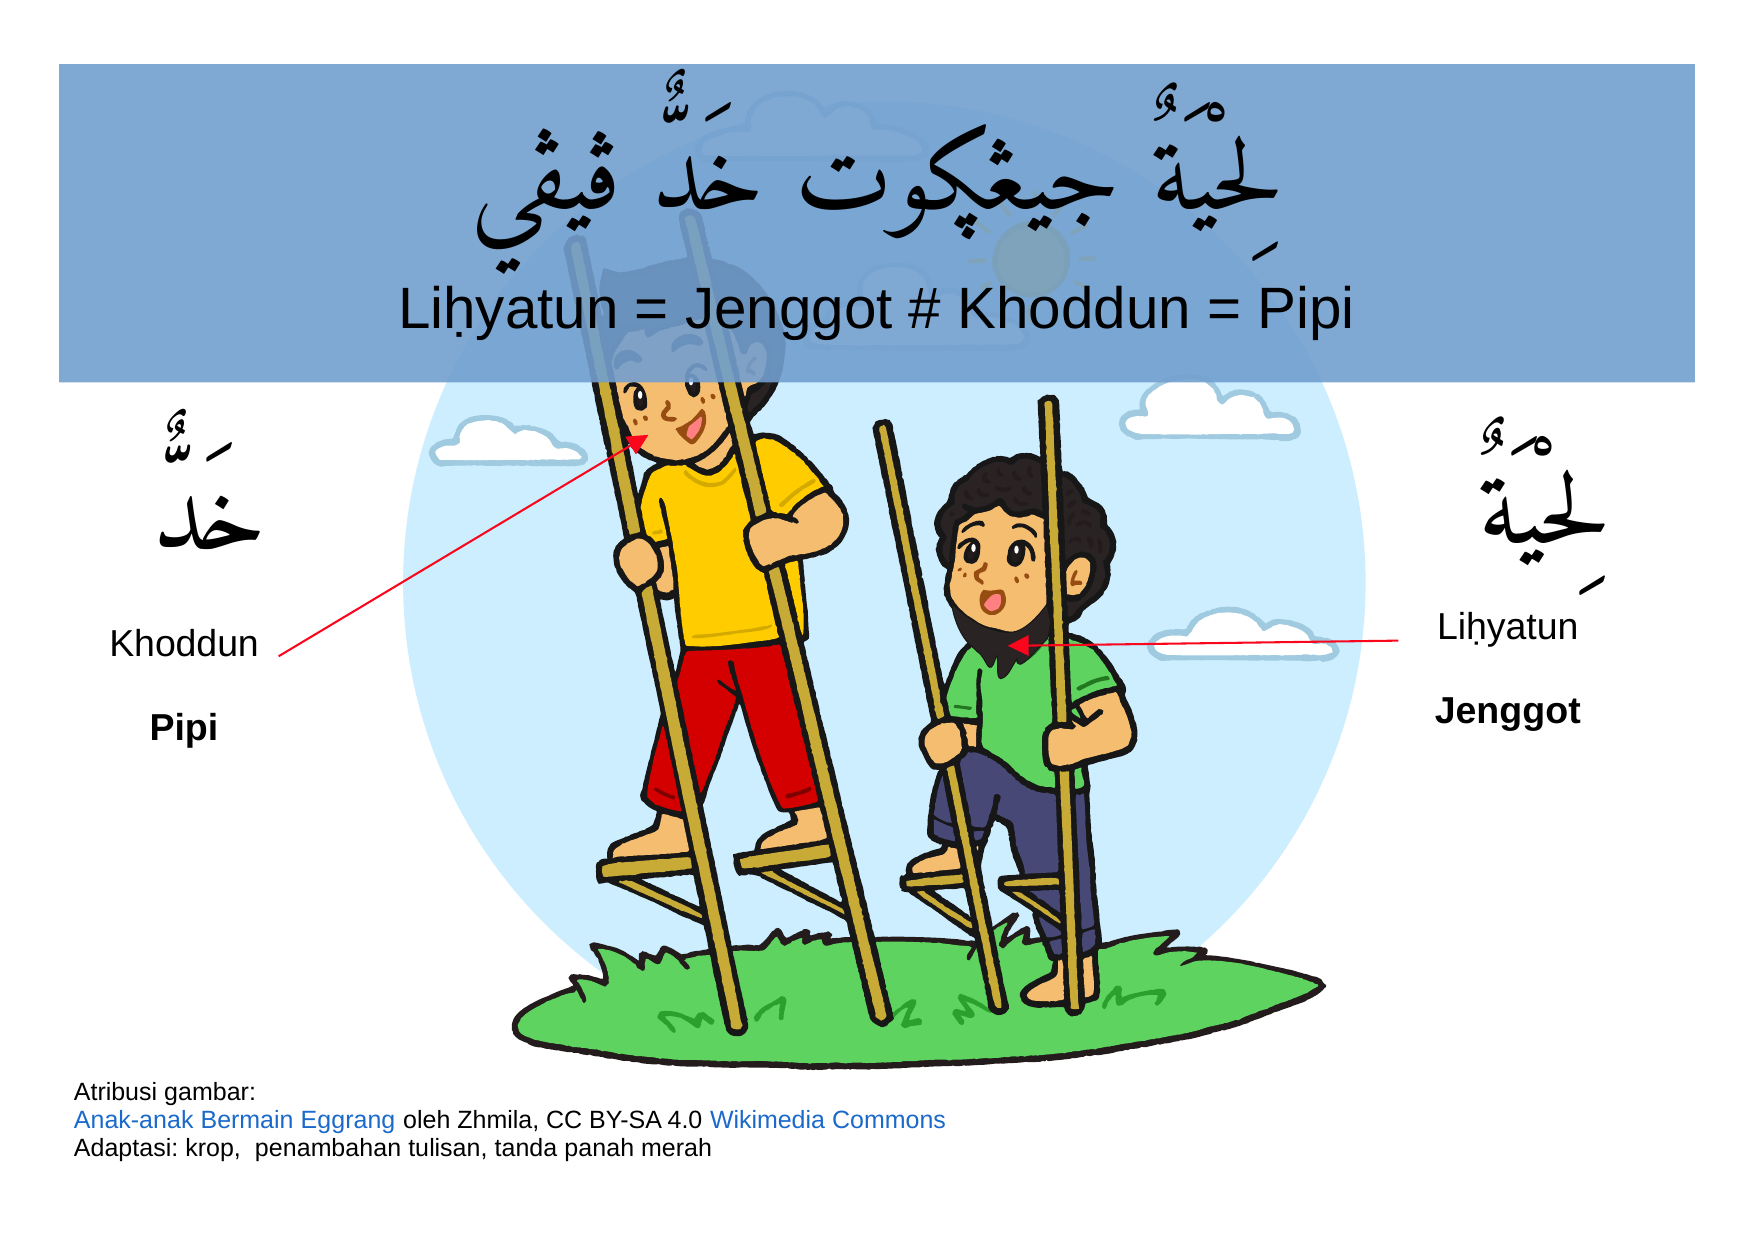 لِحْيَةٌ جيڠݢوت خَدٌّ ڤيڤي
Liḥyatun = Jenggot # Khoddun = Pipi
خَدٌّ
Khoddun
Pipi
لِحْيَةٌ
Liḥyatun
Jenggot
Atribusi gambar:
Anak-anak Bermain Eggrang oleh Zhmila, CC BY-SA 4.0 Wikimedia Commons
Adaptasi: krop,  penambahan tulisan, tanda panah merah